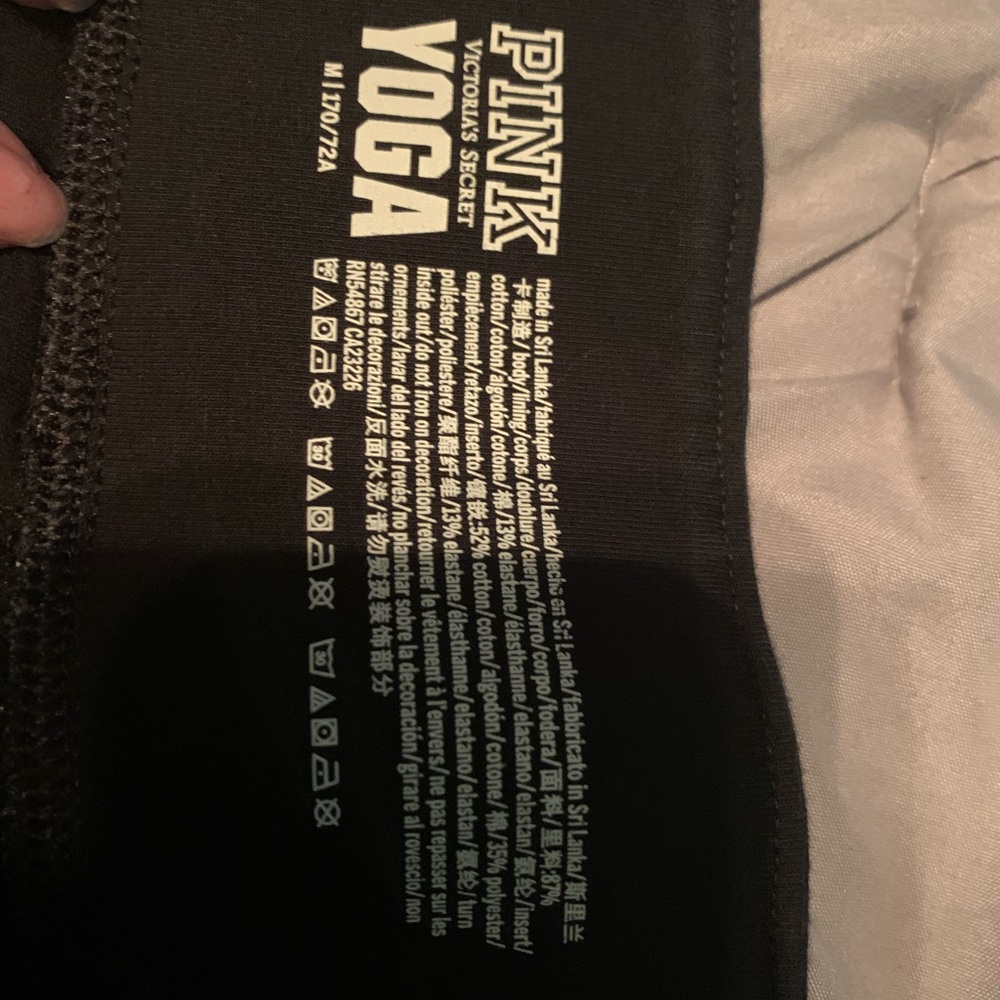 PINK
VICTORIA'S SECRET
YOGA
M | 170/72A
made in Sri Lanka/fabriqué au Sri Lanka/hecho en Sri Lanka/fabbricato in Sri Lanka/斯里兰
卡制造/body/lining/corps/doublure/cuerpo/forro/corpo/fodera/面料/里料:87%
cotton/coton/algodón/cotone/棉/13% elastane/élasthanne/elastano/elastan/氨纶/insert/
empiècement/retazo/inserto/镶嵌:52% cotton/coton/algodón/cotone/棉/35% polyester/
poliéster/poliestere/聚酯纤维/13% elastane/élasthanne/elastano/elastan/氨纶/turn
inside out/do not iron on decoration/retourner le vêtement à l'envers/ne pas repasser sur les
ornements/lavar del lado del revés/no planchar sobre la decoración/girare al rovescio/non
stirare le decorazioni/反面水洗/请勿熨烫装饰部分
RN54867 CA23226
30 30